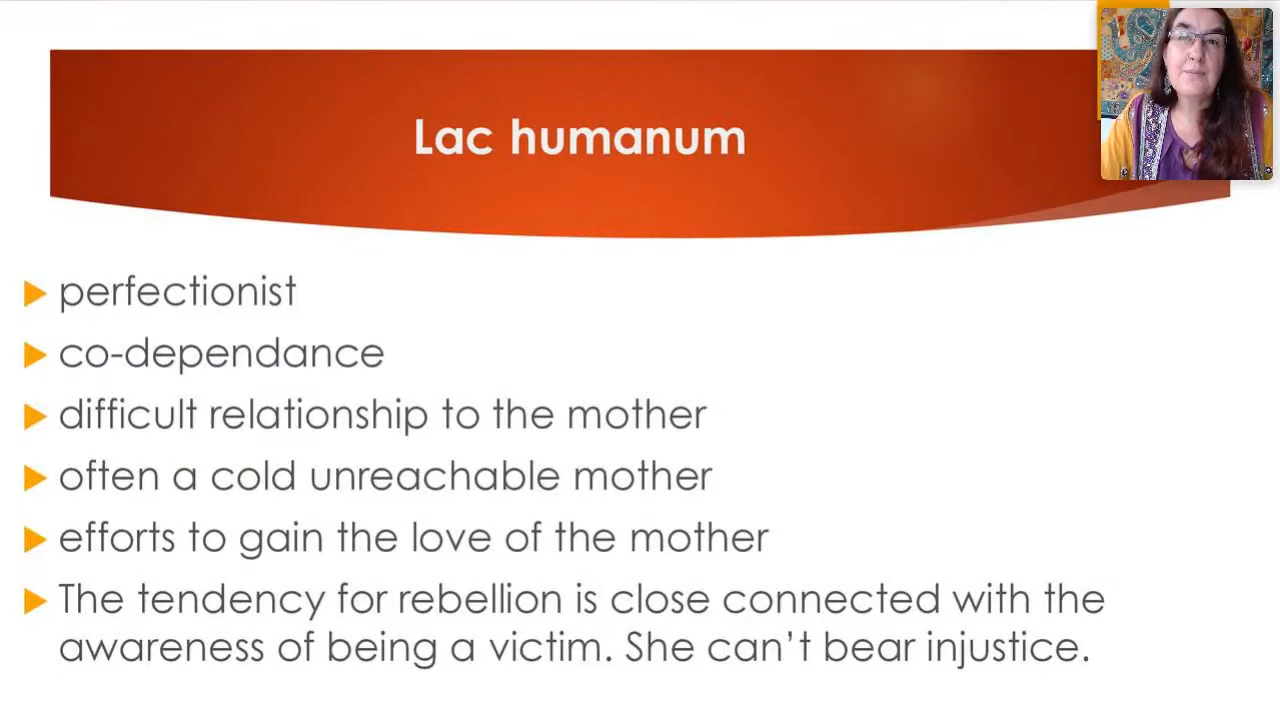 Lac humanum
perfectionist
co-dependance
difficult relationship to the mother
often a cold unreachable mother
efforts to gain the love of the mother
The tendency for rebellion is close connected with the
awareness of being a victim. She can't bear injustice.